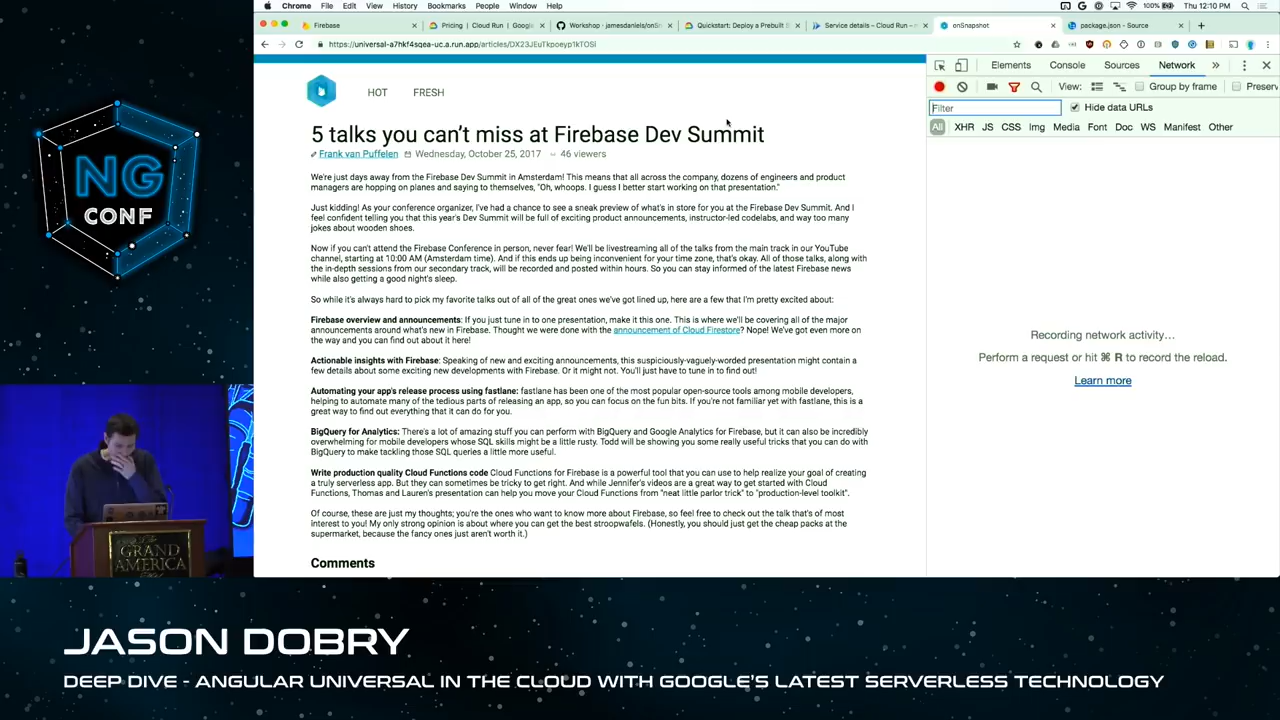 Chrome File Edit View History Bookmarks People Window Help
100% Thu 12:10 PM
Firebase
Pricing | Cloud Run | Google
Workshop · jamesdaniels/onSn
Quickstart: Deploy a Prebuilt
Service details – Cloud Run –
onSnapshot
package.json - Source
https://universal-a7hkf4sqea-uc.a.run.app/articles/DX23JEuTkpoeyp1kTOSi
Elements Console Sources Network »
View: Group by frame Preserv
Filter
Hide data URLs
All XHR JS CSS Img Media Font Doc WS Manifest Other
Recording network activity…
Perform a request or hit ⌘ R to record the reload.
Learn more
HOT FRESH
5 talks you can’t miss at Firebase Dev Summit
Frank van Puffelen Wednesday, October 25, 2017 46 viewers
We're just days away from the Firebase Dev Summit in Amsterdam! This means that all across the company, dozens of engineers and product
managers are hopping on planes and saying to themselves, "Oh, whoops. I guess I better start working on that presentation."
Just kidding! As your conference organizer, I've had a chance to see a sneak preview of what's in store for you at the Firebase Dev Summit. And I
feel confident telling you that this year's Dev Summit will be full of exciting product announcements, instructor-led codelabs, and way too many
jokes about wooden shoes.
Now if you can't attend the Firebase Conference in person, never fear! We'll be livestreaming all of the talks from the main track in our YouTube
channel, starting at 10:00 AM (Amsterdam time). And if this ends up being inconvenient for your time zone, that's okay. All of those talks, along with
the in-depth sessions from our secondary track, will be recorded and posted within hours. So you can stay informed of the latest Firebase news
while also getting a good night's sleep.
So while it's always hard to pick my favorite talks out of all of the great ones we've got lined up, here are a few that I'm pretty excited about:
Firebase overview and announcements: If you just tune in to one presentation, make it this one. This is where we'll be covering all of the major
announcements around what's new in Firebase. Thought we were done with the announcement of Cloud Firestore? Nope! We've got even more on
the way and you can find out about it here!
Actionable insights with Firebase: Speaking of new and exciting announcements, this suspiciously-vaguely-worded presentation might contain a
few details about some exciting new developments with Firebase. Or it might not. You'll just have to tune in to find out!
Automating your app's release process using fastlane: fastlane has been one of the most popular open-source tools among mobile developers,
helping to automate many of the tedious parts of releasing an app, so you can focus on the fun bits. If you're not familiar yet with fastlane, this is a
great way to find out everything that it can do for you.
BigQuery for Analytics: There's a lot of amazing stuff you can perform with BigQuery and Google Analytics for Firebase, but it can also be incredibly
overwhelming for mobile developers whose SQL skills might be a little rusty. Todd will be showing you some really useful tricks that you can do with
BigQuery to make tackling those SQL queries a little more useful.
Write production quality Cloud Functions code Cloud Functions for Firebase is a powerful tool that you can use to help realize your goal of creating
a truly serverless app. But they can sometimes be tricky to get right. And while Jennifer's videos are a great way to get started with Cloud
Functions, Thomas and Lauren's presentation can help you move your Cloud Functions from "neat little parlor trick" to "production-level toolkit".
Of course, these are just my thoughts; you're the ones who want to know more about Firebase, so feel free to check out the talk that's of most
interest to you! My only strong opinion is about where you can get the best stroopwafels. (Honestly, you should just get the cheap packs at the
supermarket, because the fancy ones just aren't worth it.)
Comments
NG
CONF
GRAND
AMERICA
JASON DOBRY
DEEP DIVE - ANGULAR UNIVERSAL IN THE CLOUD WITH GOOGLE'S LATEST SERVERLESS TECHNOLOGY